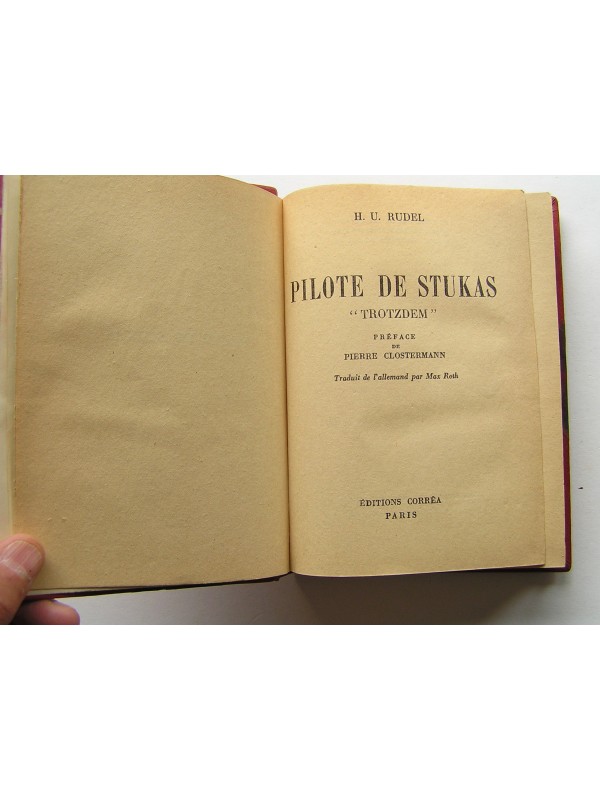 H. U. RUDEL
PILOTE DE STUKAS
“TROTZDEM”
PRÉFACE
DE
PIERRE CLOSTERMANN
Traduit de l'allemand par Max Roth
ÉDITIONS CORRÊA
PARIS